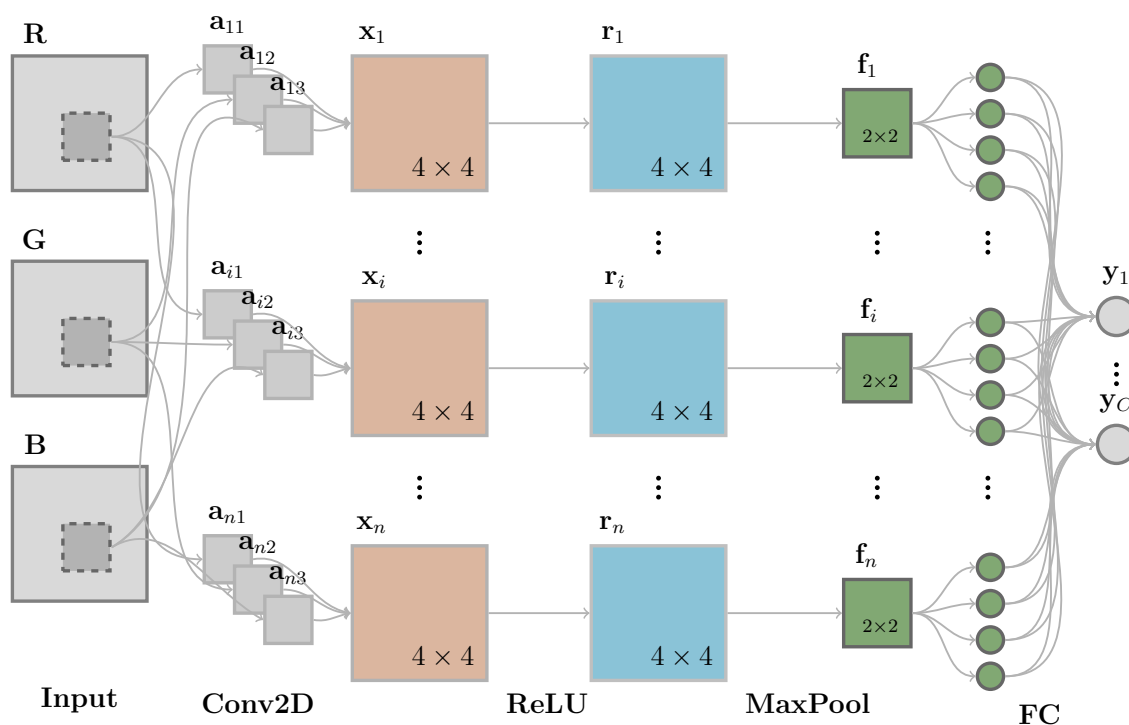 R
a₁₁
a₁₂
a₁₃
x₁
4 × 4
r₁
4 × 4
f₁
2×2
⋮ ⋮ ⋮ ⋮
G
aᵢ₁
aᵢ₂
aᵢ₃
xᵢ
4 × 4
rᵢ
4 × 4
fᵢ
2×2
y₁
⋮
y_C
⋮ ⋮ ⋮ ⋮
B
aₙ₁
aₙ₂
aₙ₃
xₙ
4 × 4
rₙ
4 × 4
fₙ
2×2
Input Conv2D ReLU MaxPool FC